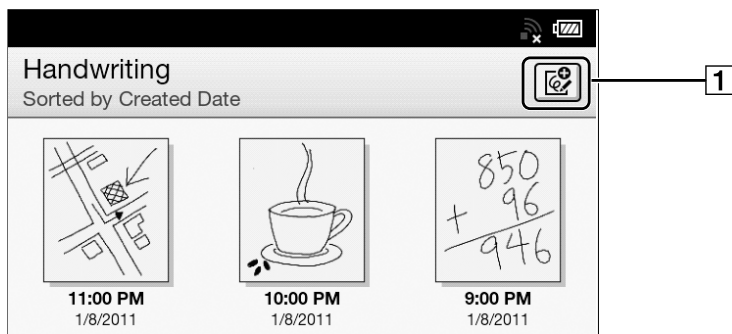 Handwriting
1
Sorted by Created Date
850
+ 96
946
11:00 PM
10:00 PM
9:00 PM
1/8/2011
1/8/2011
1/8/2011